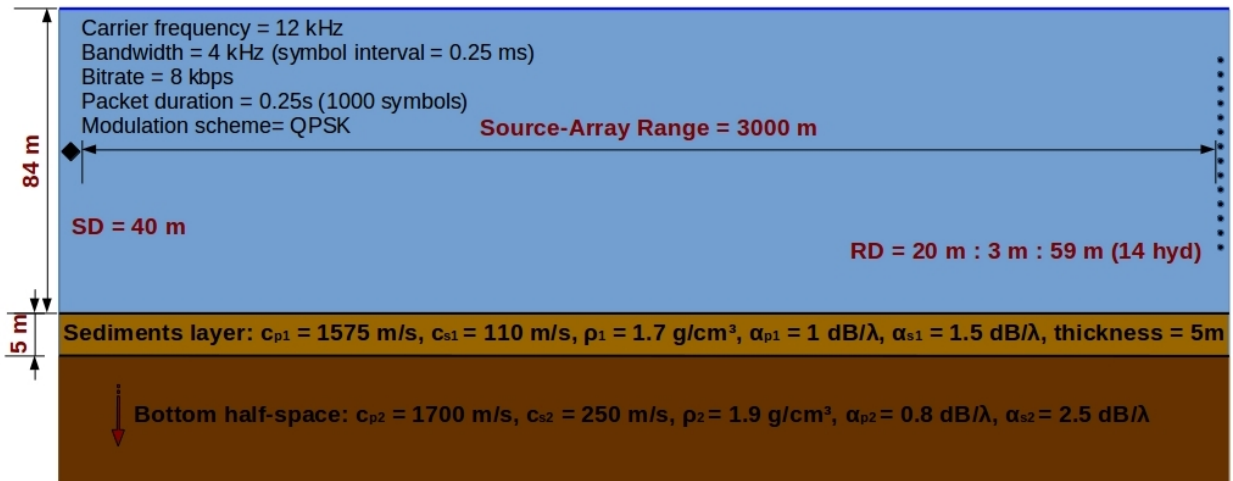 Carrier frequency = 12 kHz
Bandwidth = 4 kHz (symbol interval = 0.25 ms)
Bitrate = 8 kbps
Packet duration = 0.25s (1000 symbols)
Modulation scheme= QPSK
Source-Array Range = 3000 m
84 m
SD = 40 m
RD = 20 m : 3 m : 59 m (14 hyd)
5 m
Sediments layer: cₚ₁ = 1575 m/s, cₛ₁ = 110 m/s, ρ₁ = 1.7 g/cm³, αₚ₁ = 1 dB/λ, αₛ₁ = 1.5 dB/λ, thickness = 5m
Bottom half-space: cₚ₂ = 1700 m/s, cₛ₂ = 250 m/s, ρ₂ = 1.9 g/cm³, αₚ₂ = 0.8 dB/λ, αₛ₂ = 2.5 dB/λ